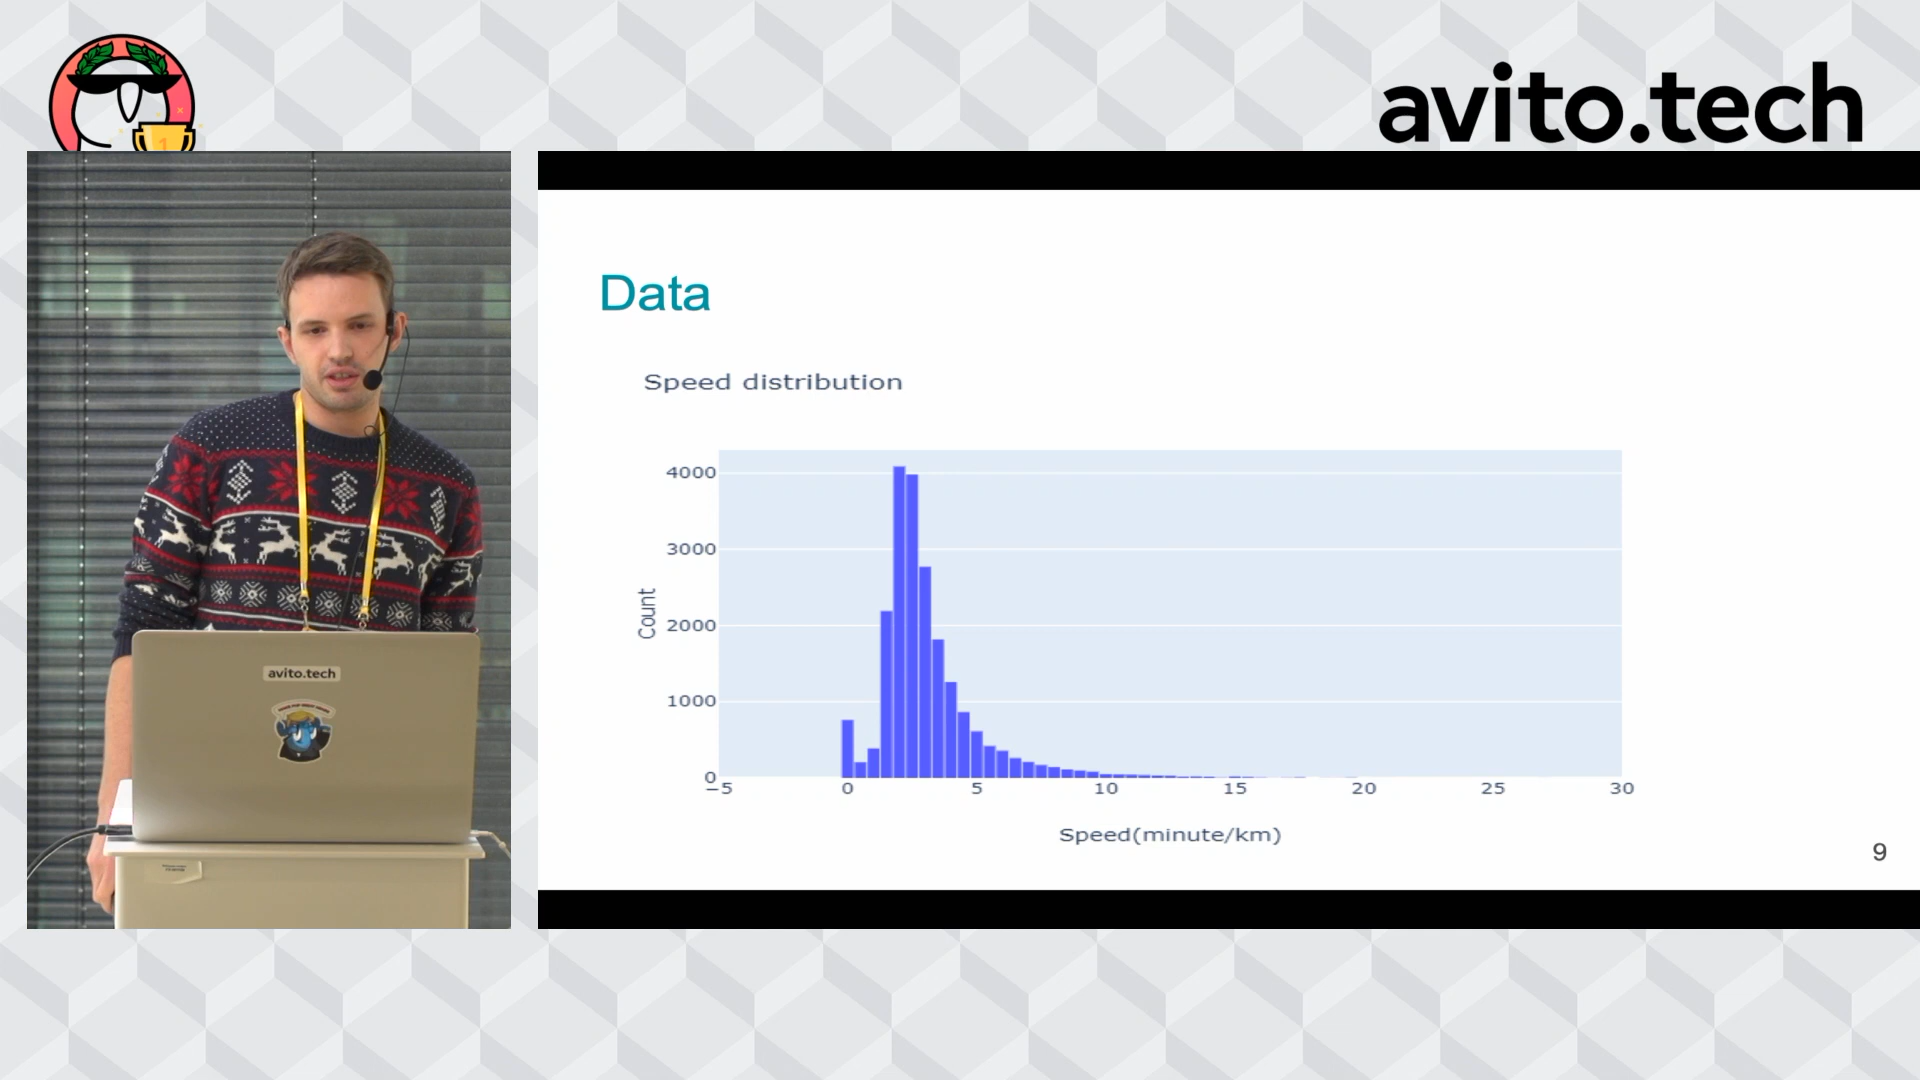 avito.tech
1
Data
Speed distribution
4000
3000
2000
1000
0
Count
−5 0 5 10 15 20 25 30
Speed(minute/km)
9
avito.tech